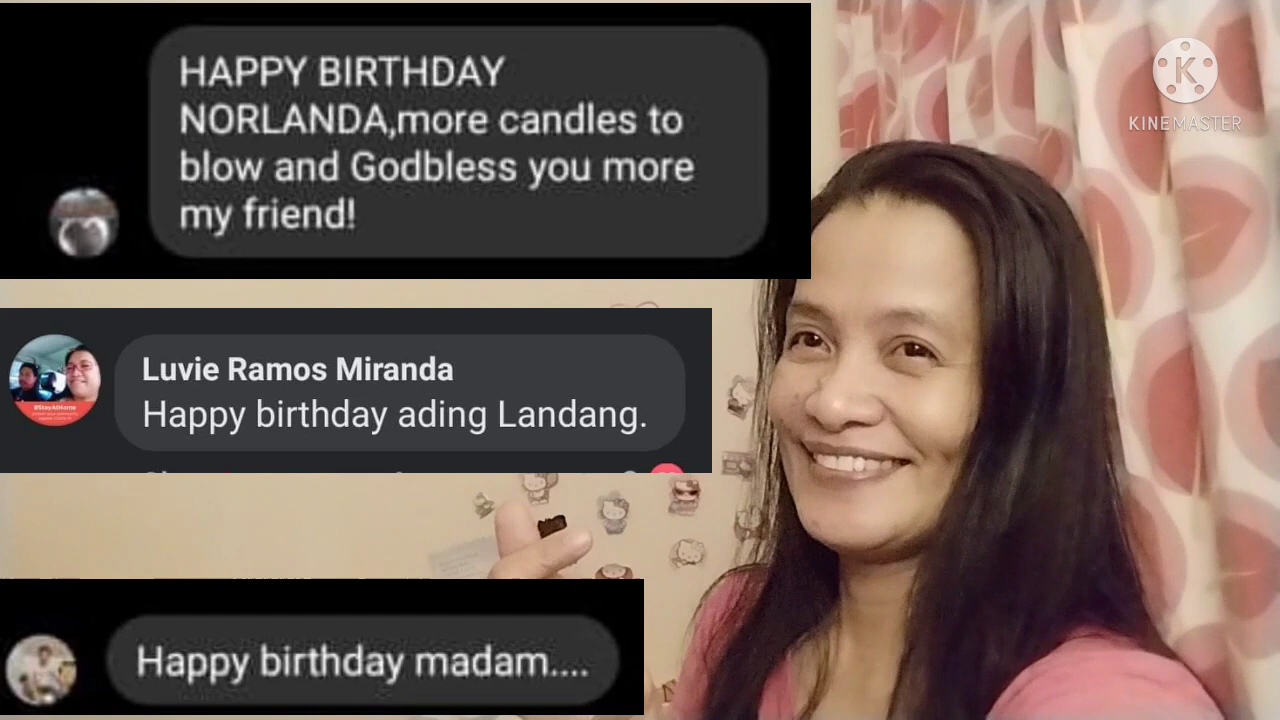 HAPPY BIRTHDAY
NORLANDA,more candles to
blow and Godbless you more
my friend!
K
KINEMASTER
Luvie Ramos Miranda
Happy birthday ading Landang.
#StayAtHome
Happy birthday madam....